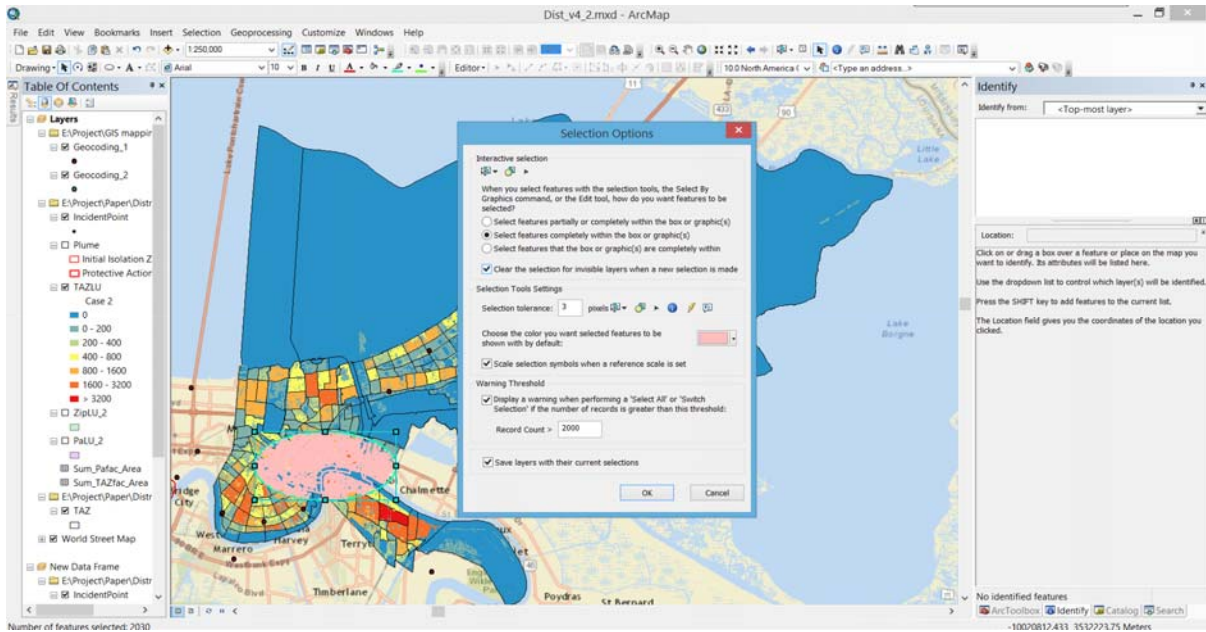 Dist_v4_2.mxd - ArcMap
File Edit View Bookmarks Insert Selection Geoprocessing Customize Windows Help
1:250,000
Drawing
Arial
10
B I U
Editor
10.0 North America (
<Type an address...>
Results
Table Of Contents
Layers
E:\Project\GIS mappin
Geocoding_1
Geocoding_2
E:\Project\Paper\Distr
IncidentPoint
Plume
Initial Isolation Z
Protective Action
TAZLU
Case 2
0
0 - 200
200 - 400
400 - 800
800 - 1600
1600 - 3200
> 3200
ZipLU_2
PaLU_2
Sum_Pafac_Area
Sum_TAZfac_Area
E:\Project\Paper\Distr
TAZ
World Street Map
New Data Frame
E:\Project\Paper\Distr
IncidentPoint
11
433
90
Little
Lake
Lake
Borgne
Chalmette
Bridge
City
Marrero
Harvey
Terryt
Timberlane
Poydras
St Bernard
46
Selection Options
Interactive selection
When you select features with the selection tools, the Select By
Graphics command, or the Edit tool, how do you want features to be
selected?
Select features partially or completely within the box or graphic(s)
Select features completely within the box or graphic(s)
Select features that the box or graphic(s) are completely within
Clear the selection for invisible layers when a new selection is made
Selection Tools Settings
Selection tolerance: 3 pixels
Choose the color you want selected features to be
shown with by default:
Scale selection symbols when a reference scale is set
Warning Threshold
Display a warning when performing a 'Select All' or 'Switch
Selection' if the number of records is greater than this threshold:
Record Count > 2000
Save layers with their current selections
OK Cancel
Identify
Identify from: <Top-most layer>
Location:
Click on or drag a box over a feature or place on the map you
want to identify. Its attributes will be listed here.
Use the dropdown list to control which layer(s) will be identified.
Press the SHIFT key to add features to the current list.
The Location field gives you the coordinates of the location you
clicked.
No identified features
ArcToolbox Identify Catalog Search
Number of features selected: 2030
-10020812.433 3532223.75 Meters